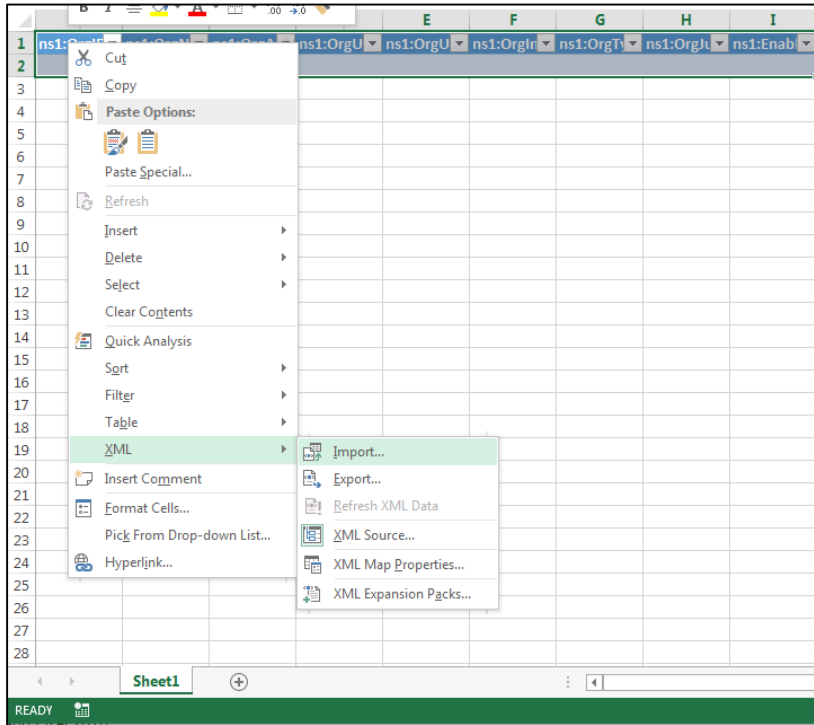 B I .00 .0
E F G H I
1 ns1:OrgU ns1:OrgU ns1:OrgIn ns1:OrgTy ns1:OrgJu ns1:Enabl
2
Cut
3
Copy
4 Paste Options:
5
6
Paste Special...
7
8 Refresh
9 Insert
10 Delete
11
Select
12
13 Clear Contents
14 Quick Analysis
15 Sort
16
Filter
17
18 Table
19 XML Import...
20 Insert Comment Export...
21
Format Cells... Refresh XML Data
22
23 Pick From Drop-down List... XML Source...
24 Hyperlink... XML Map Properties...
25
XML Expansion Packs...
26
27
28
Sheet1
READY